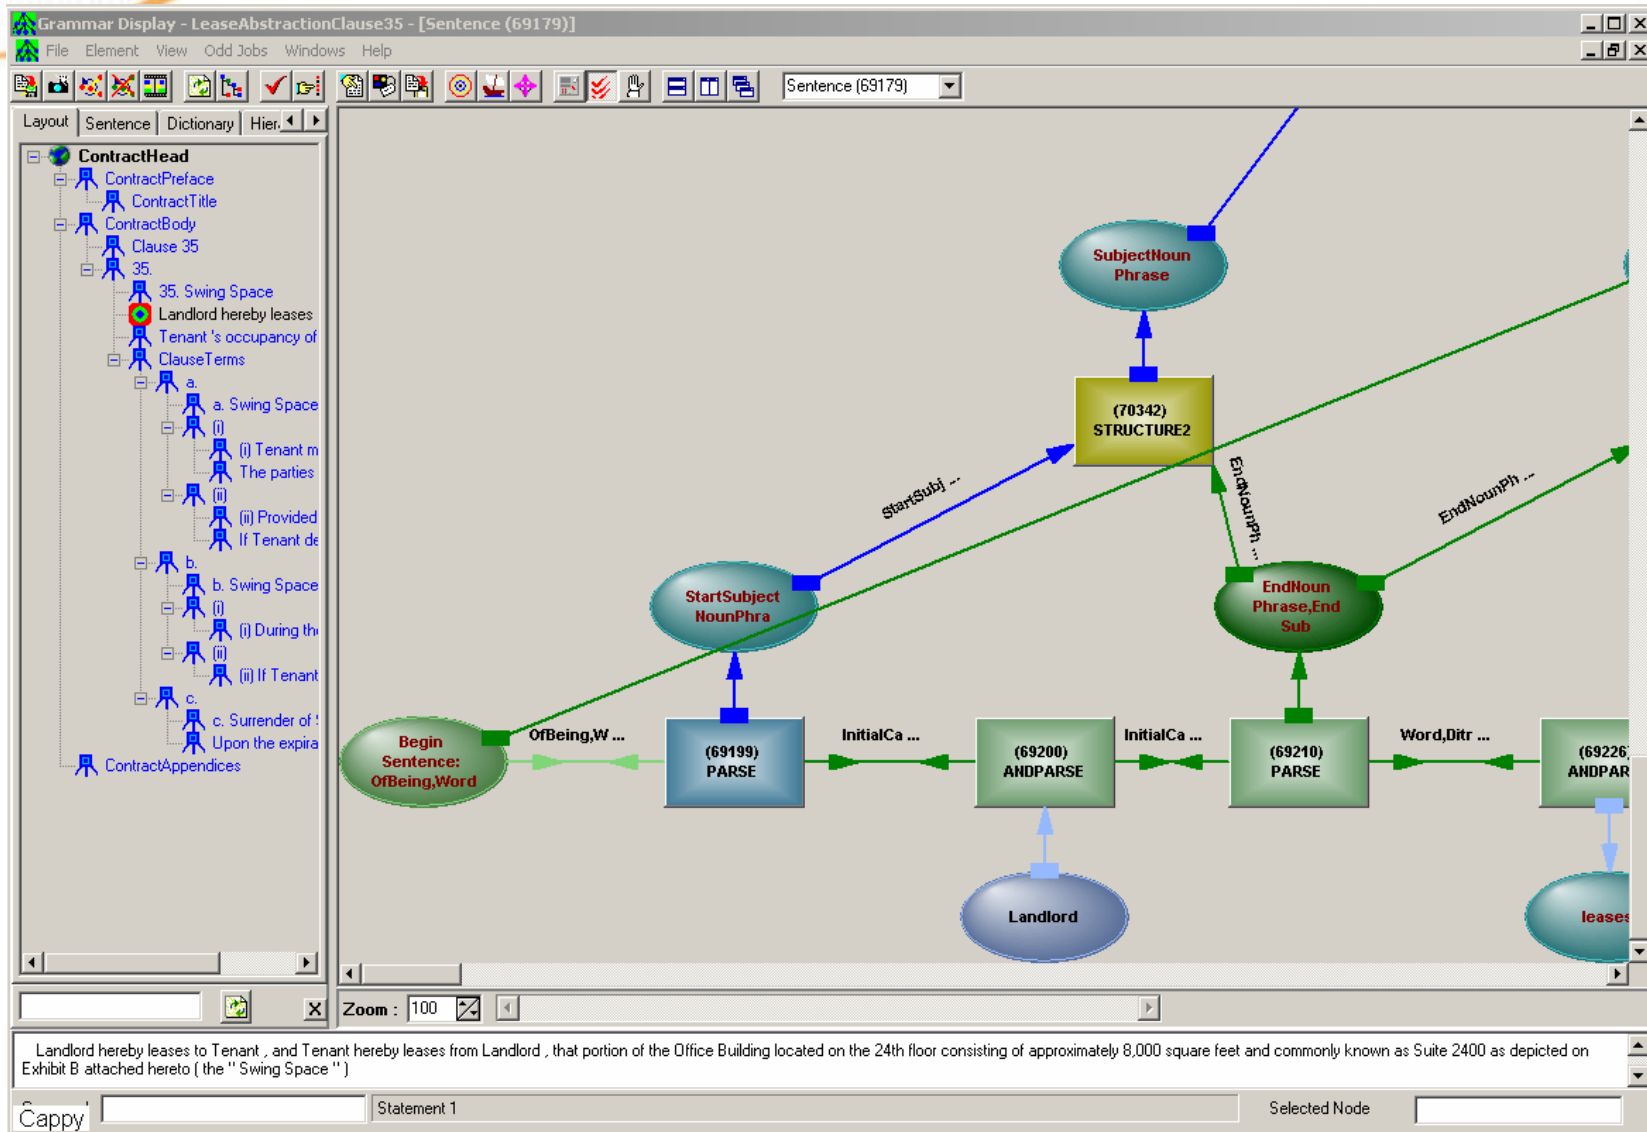 Grammar Display - LeaseAbstractionClause35 - [Sentence (69179)]
File Element View Odd Jobs Windows Help
Sentence (69179)
Layout Sentence Dictionary Hier
ContractHead
ContractPreface
ContractTitle
ContractBody
Clause 35
35.
35. Swing Space
Landlord hereby leases
Tenant 's occupancy of
ClauseTerms
a.
a. Swing Space
(i)
(i) Tenant m
The parties
(ii)
(ii) Provided
If Tenant de
b.
b. Swing Space
(i)
(i) During the
(ii)
(ii) If Tenant
c.
c. Surrender of
Upon the expira
ContractAppendices
SubjectNoun
Phrase
(70342)
STRUCTURE2
StartSubj ...
EndNounPh ...
EndNounPh ...
StartSubject
NounPhra
EndNoun
Phrase,End
Sub
Begin
Sentence:
OfBeing,Word
OfBeing,W ...
(69199)
PARSE
InitialCa ...
(69200)
ANDPARSE
InitialCa ...
(69210)
PARSE
Word,Ditr ...
(69226)
ANDPAR
Landlord
leases
Zoom : 100
Landlord hereby leases to Tenant , and Tenant hereby leases from Landlord , that portion of the Office Building located on the 24th floor consisting of approximately 8,000 square feet and commonly known as Suite 2400 as depicted on
Exhibit B attached hereto ( the " Swing Space " )
Cappy
Statement 1
Selected Node